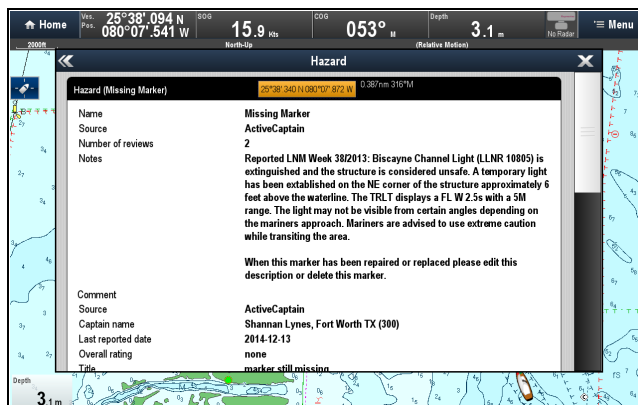 Home
Ves. Pos. 25°38'.094 N 080°07'.541 W
SOG 15.9 Kts
COG 053° M
Depth 3.1 m
No Radar
Menu
2000ft
North-Up
(Relative Motion)
Hazard
Hazard (Missing Marker)
25°38'.340 N 080°07'.872 W
0.387nm 316°M
Name Missing Marker
Source ActiveCaptain
Number of reviews 2
Notes Reported LNM Week 38/2013: Biscayne Channel Light (LLNR 10805) is
extinguished and the structure is considered unsafe. A temporary light
has been extablished on the NE corner of the structure approximately 6
feet above the waterline. The TRLT displays a FL W 2.5s with a 5M
range. The light may not be visible from certain angles depending on
the mariners approach. Mariners are advised to use extreme caution
while transiting the area.
When this marker has been repaired or replaced please edit this
description or delete this marker.
Comment
Source ActiveCaptain
Captain name Shannan Lynes, Fort Worth TX (300)
Last reported date 2014-12-13
Overall rating none
Title marker still missing
Depth
3.1 m